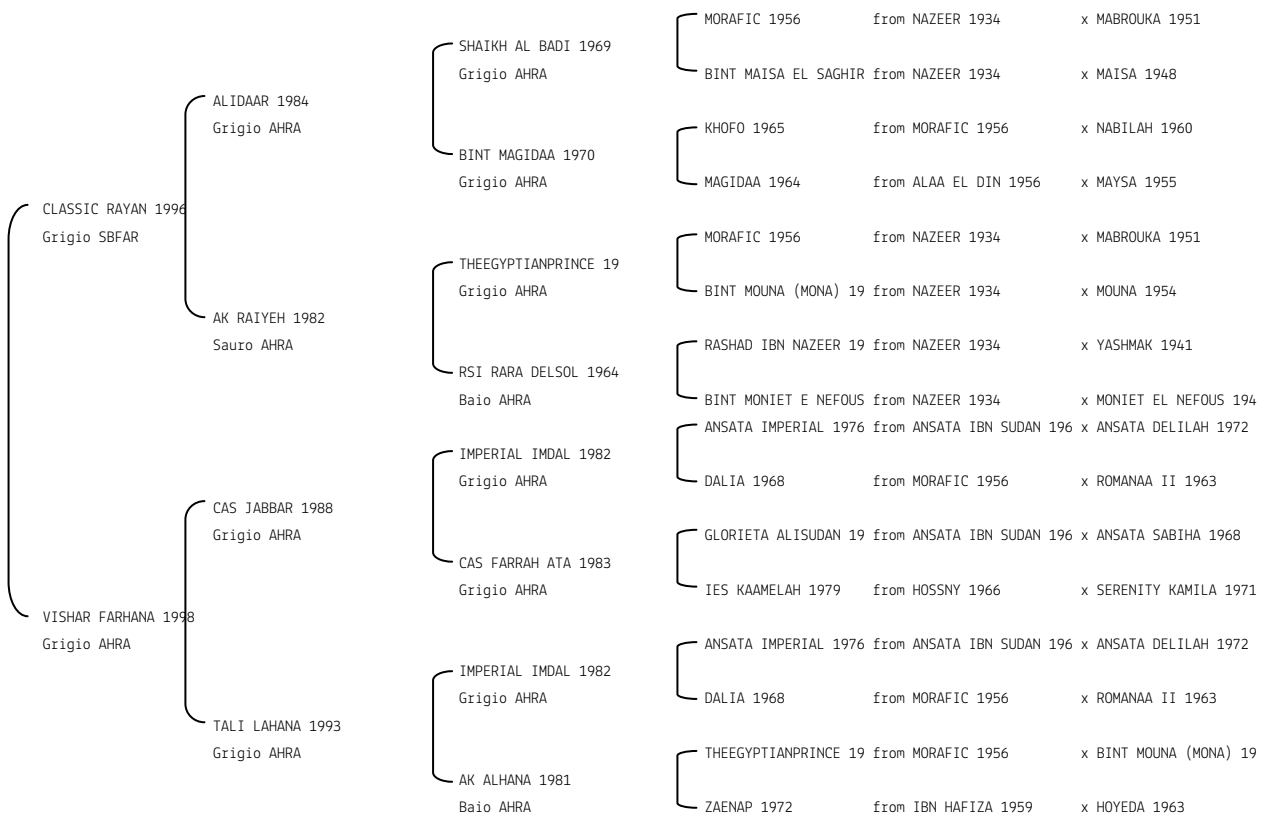 MORAFIC 1956 from NAZEER 1934 x MABROUKA 1951
SHAIKH AL BADI 1969
Grigio AHRA
BINT MAISA EL SAGHIR from NAZEER 1934 x MAISA 1948
ALIDAAR 1984
Grigio AHRA
KHOFO 1965 from MORAFIC 1956 x NABILAH 1960
BINT MAGIDAA 1970
Grigio AHRA
MAGIDAA 1964 from ALAA EL DIN 1956 x MAYSA 1955
CLASSIC RAYAN 1996
Grigio SBFAR
MORAFIC 1956 from NAZEER 1934 x MABROUKA 1951
THEEGYPTIANPRINCE 19
Grigio AHRA
BINT MOUNA (MONA) 19 from NAZEER 1934 x MOUNA 1954
AK RAIYEH 1982
Sauro AHRA
RASHAD IBN NAZEER 19 from NAZEER 1934 x YASHMAK 1941
RSI RARA DELSOL 1964
Baio AHRA
BINT MONIET E NEFOUS from NAZEER 1934 x MONIET EL NEFOUS 194
ANSATA IMPERIAL 1976 from ANSATA IBN SUDAN 196 x ANSATA DELILAH 1972
IMPERIAL IMDAL 1982
Grigio AHRA
DALIA 1968 from MORAFIC 1956 x ROMANAA II 1963
CAS JABBAR 1988
Grigio AHRA
GLORIETA ALISUDAN 19 from ANSATA IBN SUDAN 196 x ANSATA SABIHA 1968
CAS FARRAH ATA 1983
Grigio AHRA
IES KAAMELAH 1979 from HOSSNY 1966 x SERENITY KAMILA 1971
VISHAR FARHANA 1998
Grigio AHRA
ANSATA IMPERIAL 1976 from ANSATA IBN SUDAN 196 x ANSATA DELILAH 1972
IMPERIAL IMDAL 1982
Grigio AHRA
DALIA 1968 from MORAFIC 1956 x ROMANAA II 1963
TALI LAHANA 1993
Grigio AHRA
THEEGYPTIANPRINCE 19 from MORAFIC 1956 x BINT MOUNA (MONA) 19
AK ALHANA 1981
Baio AHRA
ZAENAP 1972 from IBN HAFIZA 1959 x HOYEDA 1963